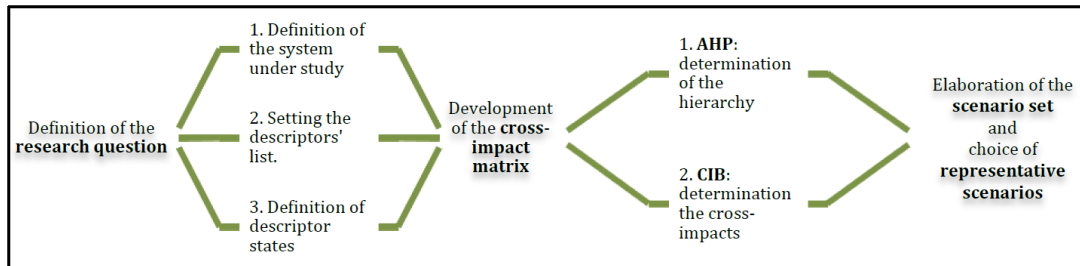 Definition of the
research question
1. Definition of
the system
under study
2. Setting the
descriptors'
list.
3. Definition of
descriptor
states
Development
of the cross-
impact
matrix
1. AHP:
determination
of the
hierarchy
2. CIB:
determination
the cross-
impacts
Elaboration of the
scenario set
and
choice of
representative
scenarios